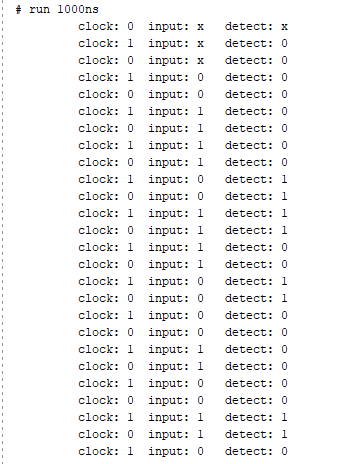 # run 1000ns
clock: 0 input: x detect: x
clock: 1 input: x detect: 0
clock: 0 input: x detect: 0
clock: 1 input: 0 detect: 0
clock: 0 input: 0 detect: 0
clock: 1 input: 1 detect: 0
clock: 0 input: 1 detect: 0
clock: 1 input: 1 detect: 0
clock: 0 input: 1 detect: 0
clock: 1 input: 0 detect: 1
clock: 0 input: 0 detect: 1
clock: 1 input: 1 detect: 1
clock: 0 input: 1 detect: 1
clock: 1 input: 1 detect: 0
clock: 0 input: 1 detect: 0
clock: 1 input: 0 detect: 1
clock: 0 input: 0 detect: 1
clock: 1 input: 0 detect: 0
clock: 0 input: 0 detect: 0
clock: 1 input: 1 detect: 0
clock: 0 input: 1 detect: 0
clock: 1 input: 0 detect: 0
clock: 0 input: 0 detect: 0
clock: 1 input: 1 detect: 1
clock: 0 input: 1 detect: 1
clock: 1 input: 0 detect: 0